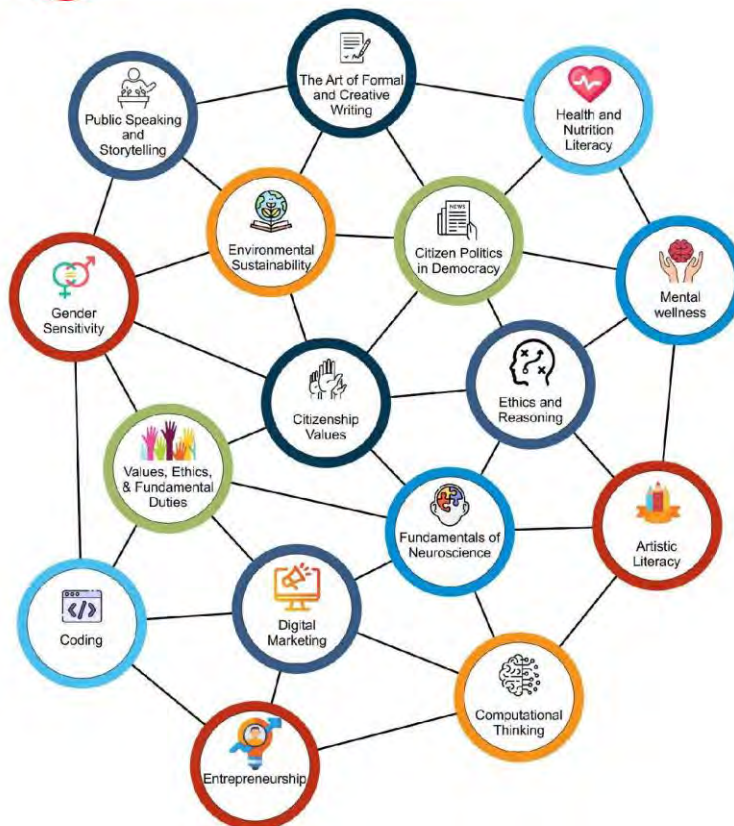 The Art of Formal
and Creative
Writing
Public Speaking
and
Storytelling
Health and
Nutrition
Literacy
NEWS
Environmental
Sustainability
Citizen Politics
in Democracy
Mental
wellness
Gender
Sensitivity
Citizenship
Values
Ethics and
Reasoning
Values, Ethics,
& Fundamental
Duties
Fundamentals of
Neuroscience
Artistic
Literacy
</>
Coding
Digital
Marketing
Computational
Thinking
Entrepreneurship